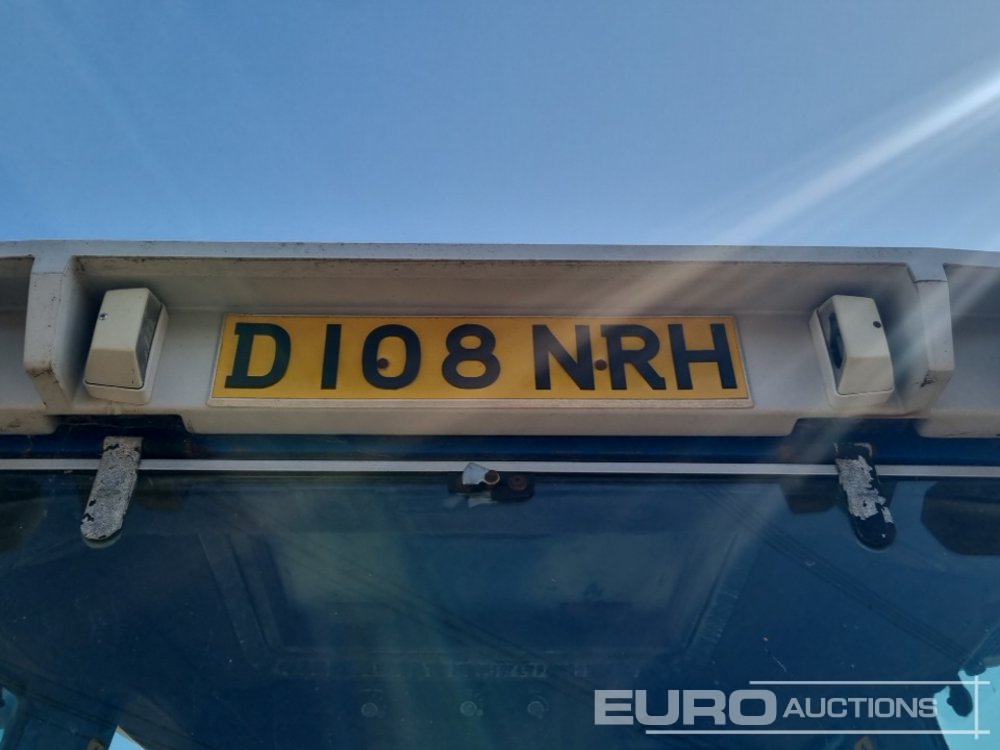 D108 NRH
EURO AUCTIONS